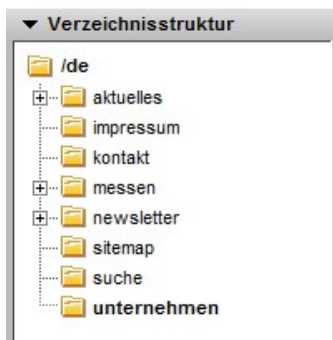 Verzeichnisstruktur
/de
aktuelles
impressum
kontakt
messen
newsletter
sitemap
suche
unternehmen